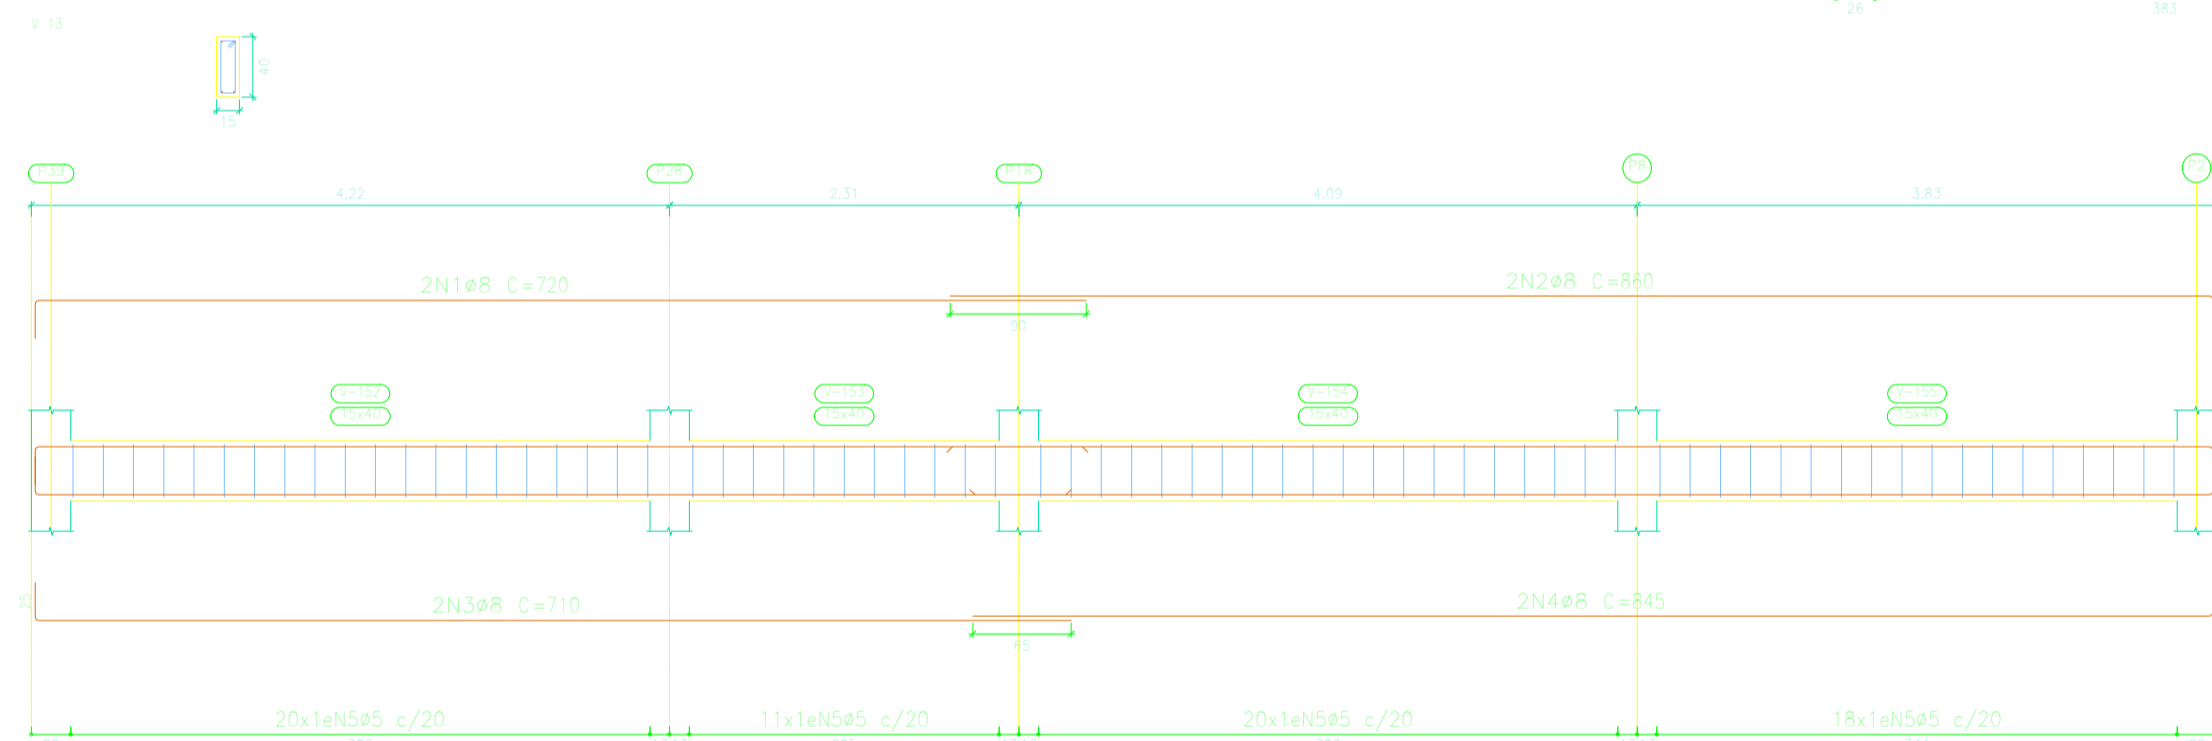 26 383
V 13
40
15
P39 P28 P18 P8 P2
4.22 2.31 4.09 3.83
2N1ø8 C=720 2N2ø8 C=860
90
V-152 V-153 V-154 V-155
15x40 15x40 15x40 15x40
25
2N3ø8 C=710 2N4ø8 C=845
65
20x1eN5ø5 c/20 11x1eN5ø5 c/20 20x1eN5ø5 c/20 18x1eN5ø5 c/20